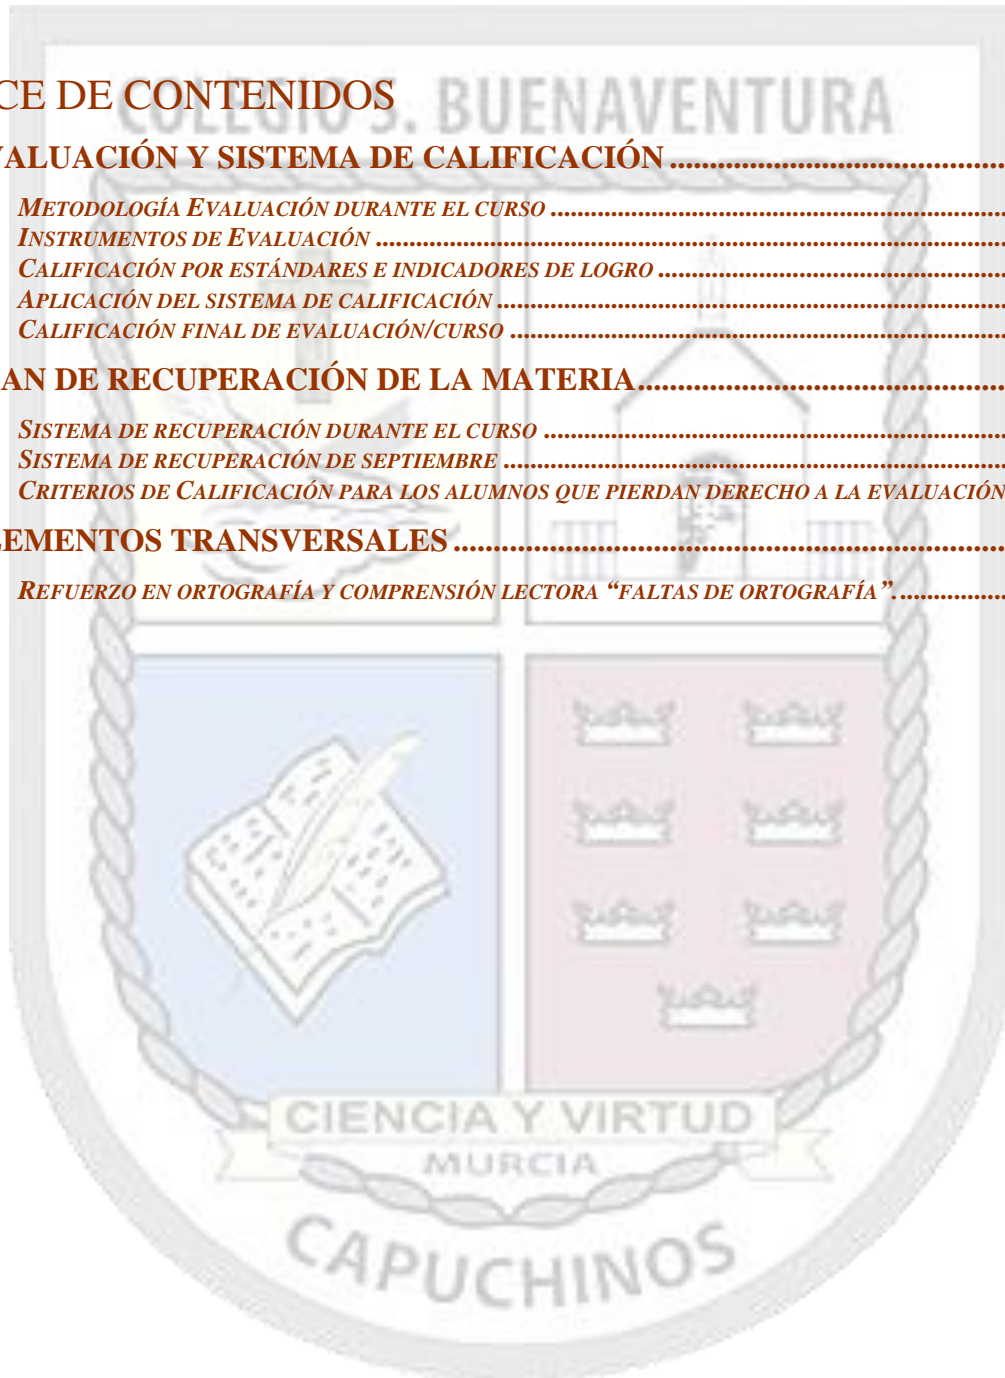 CE DE CONTENIDOS
COLEGIO S. BUENAVENTURA
VALUACIÓN Y SISTEMA DE CALIFICACIÓN
METODOLOGÍA EVALUACIÓN DURANTE EL CURSO
INSTRUMENTOS DE EVALUACIÓN
CALIFICACIÓN POR ESTÁNDARES E INDICADORES DE LOGRO
APLICACIÓN DEL SISTEMA DE CALIFICACIÓN
CALIFICACIÓN FINAL DE EVALUACIÓN/CURSO
AN DE RECUPERACIÓN DE LA MATERIA
SISTEMA DE RECUPERACIÓN DURANTE EL CURSO
SISTEMA DE RECUPERACIÓN DE SEPTIEMBRE
CRITERIOS DE CALIFICACIÓN PARA LOS ALUMNOS QUE PIERDAN DERECHO A LA EVALUACIÓN
LEMENTOS TRANSVERSALES
REFUERZO EN ORTOGRAFÍA Y COMPRENSIÓN LECTORA “FALTAS DE ORTOGRAFÍA”.
CIENCIA Y VIRTUD
MURCIA
CAPUCHINOS